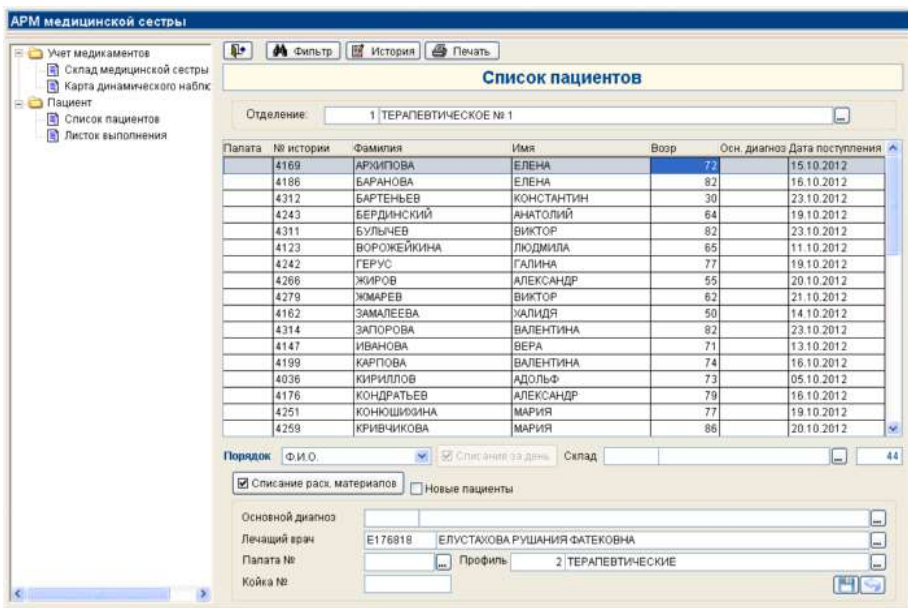 АРМ медицинской сестры
Учет медикаментов
Склад медицинской сестры
Карта динамического наблюс
Пациент
Список пациентов
Листок выполнения
Фильтр История Печать
Список пациентов
Отделение: 1 ТЕРАПЕВТИЧЕСКОЕ № 1 ...
Палата № истории Фамилия Имя Возр Осн. диагноз Дата поступления
4169 АРХИПОВА ЕЛЕНА 72 15.10.2012
4186 БАРАНОВА ЕЛЕНА 82 16.10.2012
4312 БАРТЕНЬЕВ КОНСТАНТИН 30 23.10.2012
4243 БЕРДИНСКИЙ АНАТОЛИЙ 64 19.10.2012
4311 БУЛЫЧЕВ ВИКТОР 82 23.10.2012
4123 ВОРОЖЕЙКИНА ЛЮДМИЛА 65 11.10.2012
4242 ГЕРУС ГАЛИНА 77 19.10.2012
4266 ЖИРОВ АЛЕКСАНДР 55 20.10.2012
4279 ЖМАРЕВ ВИКТОР 62 21.10.2012
4162 ЗАМАЛЕЕВА ХАЛИДЯ 50 14.10.2012
4314 ЗАПОРОВА ВАЛЕНТИНА 82 23.10.2012
4147 ИВАНОВА ВЕРА 71 13.10.2012
4199 КАРПОВА ВАЛЕНТИНА 74 16.10.2012
4036 КИРИЛЛОВ АДОЛЬФ 73 05.10.2012
4176 КОНДРАТЬЕВ АЛЕКСАНДР 79 16.10.2012
4251 КОНЮШИХИНА МАРИЯ 77 19.10.2012
4259 КРИВЧИКОВА МАРИЯ 86 20.10.2012
Порядок Ф.И.О. Списания за день Склад ... 44
Списание расх. материалов Новые пациенты
Основной диагноз ...
Лечащий врач E176818 ЕЛУСТАХОВА РУШАНИЯ ФАТЕКОВНА ...
Палата № ... Профиль 2 ТЕРАПЕВТИЧЕСКИЕ ...
Койка №